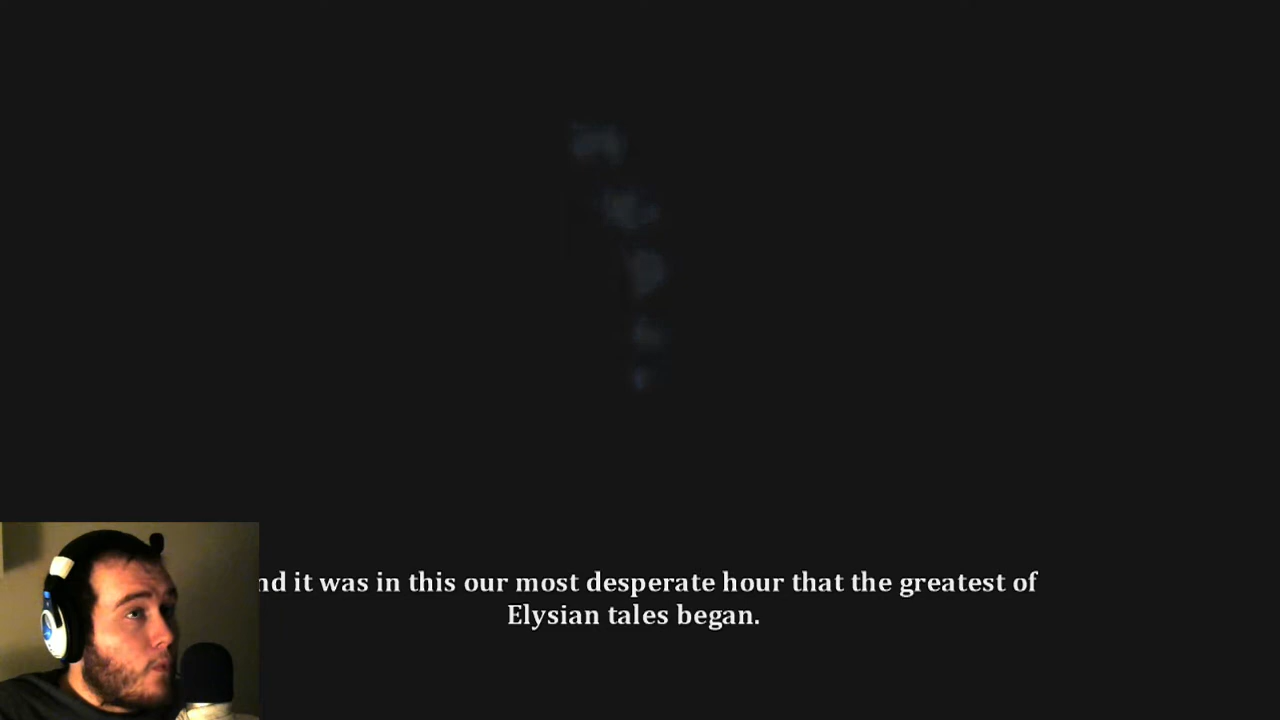 nd it was in this our most desperate hour that the greatest of
Elysian tales began.